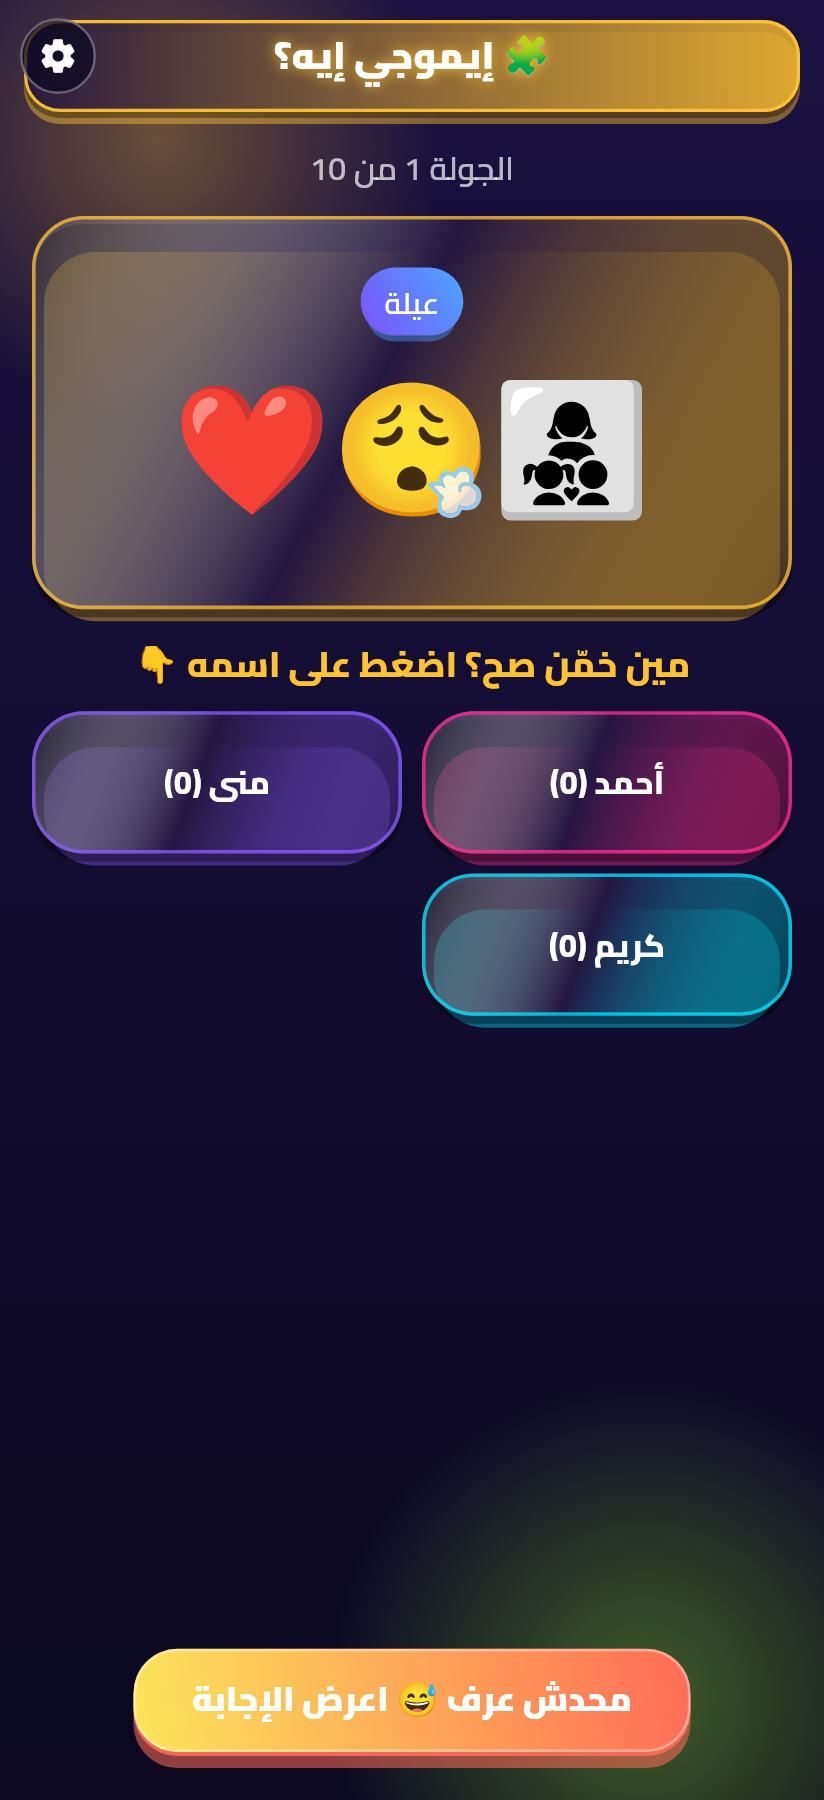 إيموجي إيه؟ 🧩
الجولة 1 من 10
عيلة
👩‍👧‍👦😮‍💨❤️
مين خمّن صح؟ اضغط على اسمه 👇
أحمد (0)
منى (0)
كريم (0)
محدش عرف 😅 اعرض الإجابة